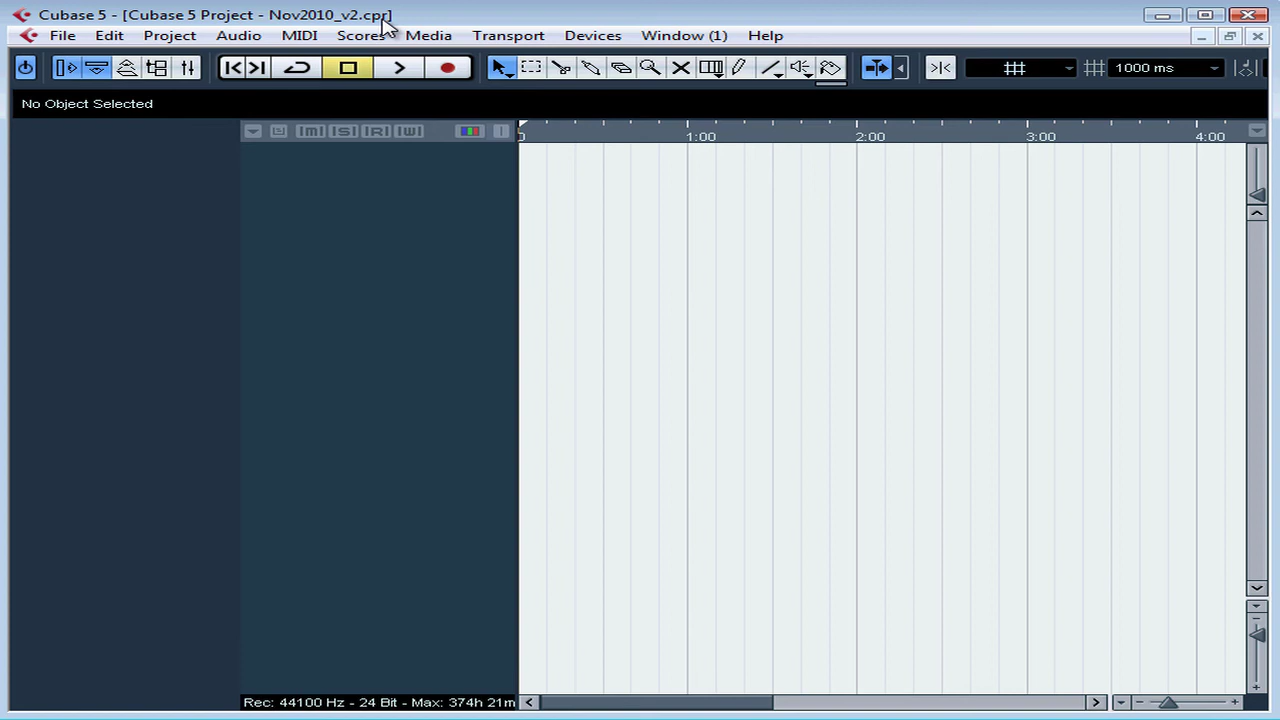 Cubase 5 - [Cubase 5 Project - Nov2010_v2.cpr]
File Edit Project Audio MIDI Scores Media Transport Devices Window (1) Help
1000 ms
No Object Selected
M S R W
1:00 2:00 3:00 4:00
Rec: 44100 Hz - 24 Bit - Max: 374h 21m